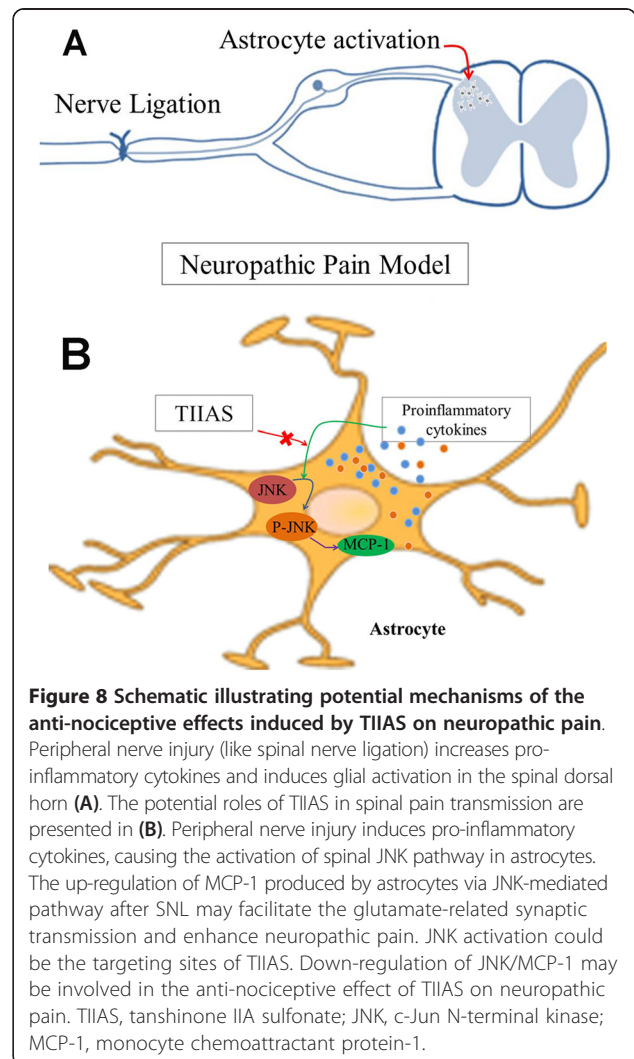 A
Astrocyte activation
Nerve Ligation
Neuropathic Pain Model
B
TIIAS
Proinflammatory
cytokines
JNK
P-JNK
MCP-1
Astrocyte
Figure 8 Schematic illustrating potential mechanisms of the
anti-nociceptive effects induced by TIIAS on neuropathic pain.
Peripheral nerve injury (like spinal nerve ligation) increases pro-
inflammatory cytokines and induces glial activation in the spinal dorsal
horn (A). The potential roles of TIIAS in spinal pain transmission are
presented in (B). Peripheral nerve injury induces pro-inflammatory
cytokines, causing the activation of spinal JNK pathway in astrocytes.
The up-regulation of MCP-1 produced by astrocytes via JNK-mediated
pathway after SNL may facilitate the glutamate-related synaptic
transmission and enhance neuropathic pain. JNK activation could
be the targeting sites of TIIAS. Down-regulation of JNK/MCP-1 may
be involved in the anti-nociceptive effect of TIIAS on neuropathic
pain. TIIAS, tanshinone IIA sulfonate; JNK, c-Jun N-terminal kinase;
MCP-1, monocyte chemoattractant protein-1.